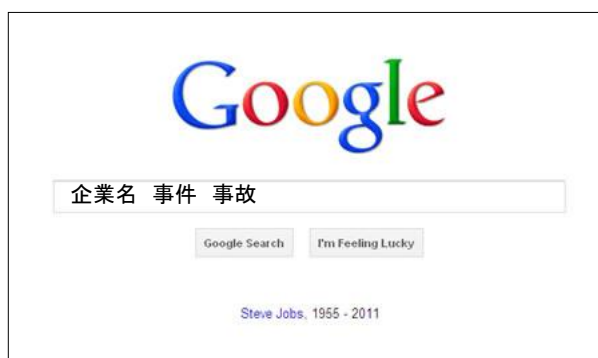 Google
企業名 事件 事故
Google Search I'm Feeling Lucky
Steve Jobs, 1955 - 2011